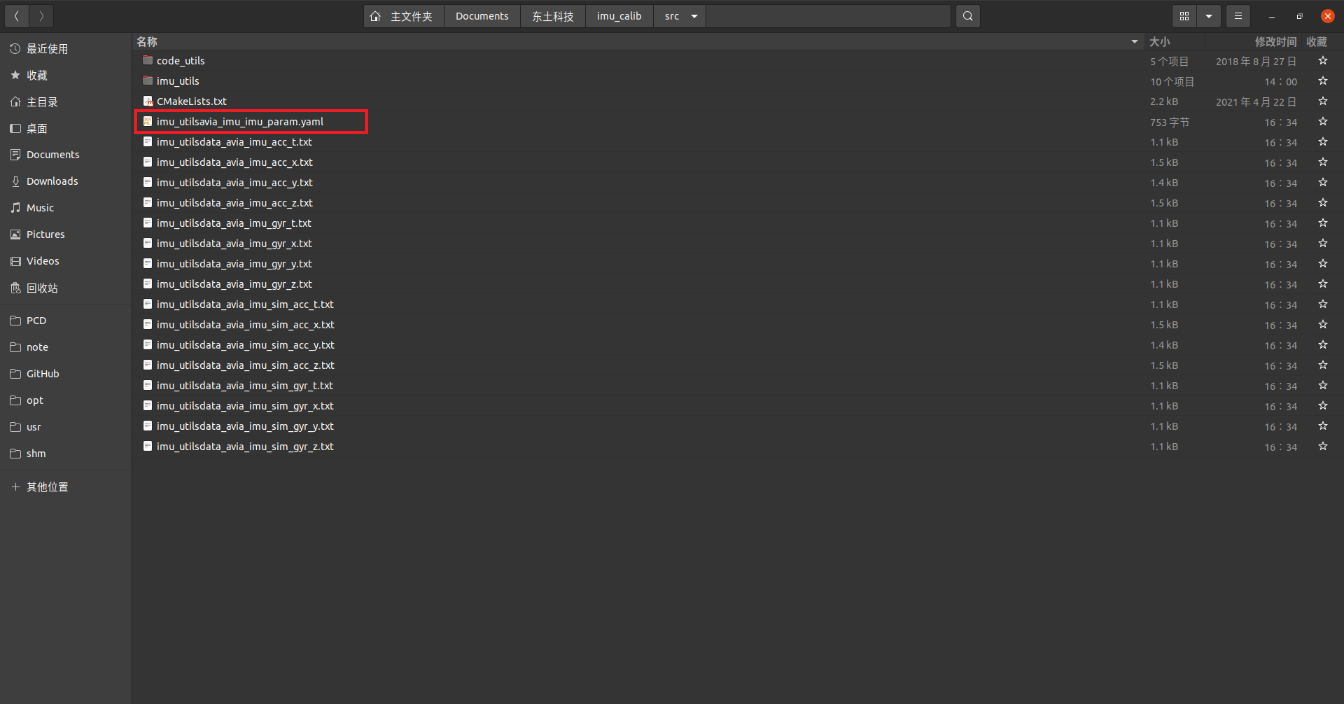 主文件夹 Documents 东土科技 imu_calib src
最近使用
收藏
主目录
桌面
Documents
Downloads
Music
Pictures
Videos
回收站
PCD
note
GitHub
opt
usr
shm
其他位置
名称 大小 修改时间 收藏
code_utils 5 个项目 2018 年 8 月 27 日
imu_utils 10 个项目 14：00
CMakeLists.txt 2.2 kB 2021 年 4 月 22 日
imu_utilsavia_imu_imu_param.yaml 753 字节 16：34
imu_utilsdata_avia_imu_acc_t.txt 1.1 kB 16：34
imu_utilsdata_avia_imu_acc_x.txt 1.5 kB 16：34
imu_utilsdata_avia_imu_acc_y.txt 1.4 kB 16：34
imu_utilsdata_avia_imu_acc_z.txt 1.5 kB 16：34
imu_utilsdata_avia_imu_gyr_t.txt 1.1 kB 16：34
imu_utilsdata_avia_imu_gyr_x.txt 1.1 kB 16：34
imu_utilsdata_avia_imu_gyr_y.txt 1.1 kB 16：34
imu_utilsdata_avia_imu_gyr_z.txt 1.1 kB 16：34
imu_utilsdata_avia_imu_sim_acc_t.txt 1.1 kB 16：34
imu_utilsdata_avia_imu_sim_acc_x.txt 1.5 kB 16：34
imu_utilsdata_avia_imu_sim_acc_y.txt 1.4 kB 16：34
imu_utilsdata_avia_imu_sim_acc_z.txt 1.5 kB 16：34
imu_utilsdata_avia_imu_sim_gyr_t.txt 1.1 kB 16：34
imu_utilsdata_avia_imu_sim_gyr_x.txt 1.1 kB 16：34
imu_utilsdata_avia_imu_sim_gyr_y.txt 1.1 kB 16：34
imu_utilsdata_avia_imu_sim_gyr_z.txt 1.1 kB 16：34